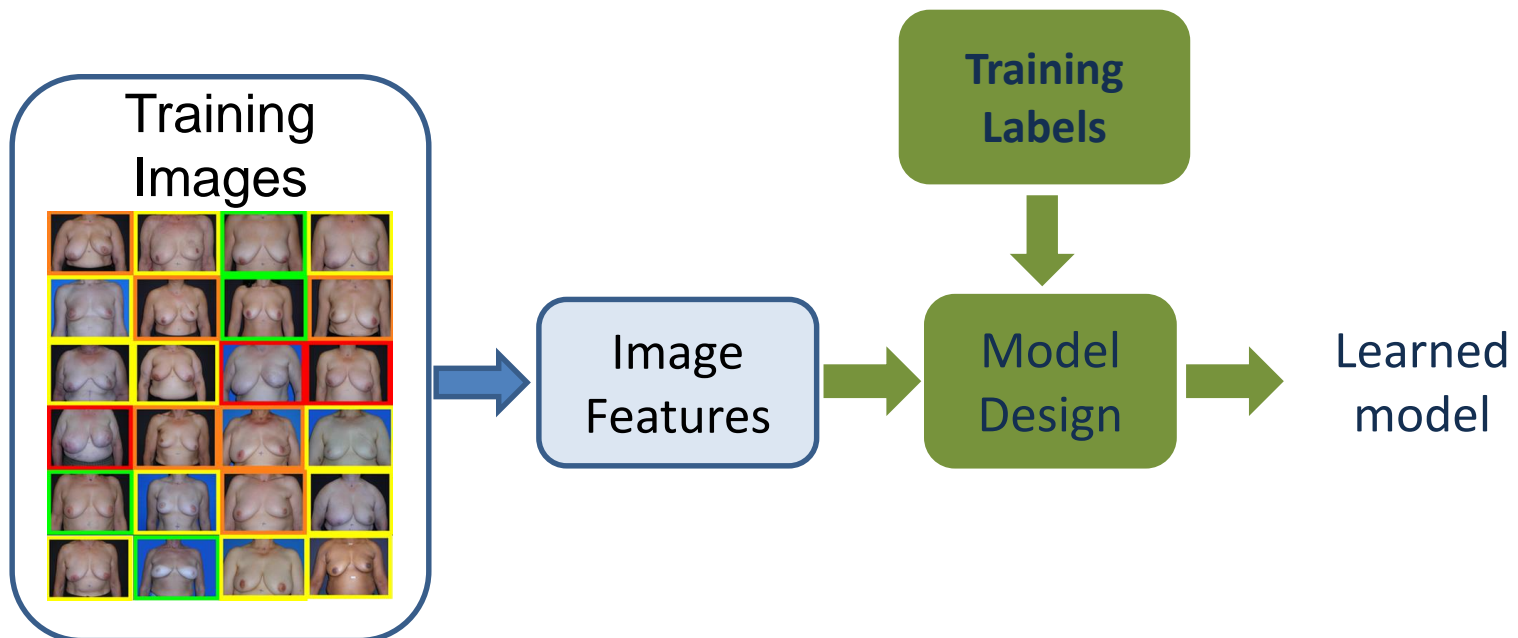 Training
Images
Image
Features
Training
Labels
Model
Design
Learned
model